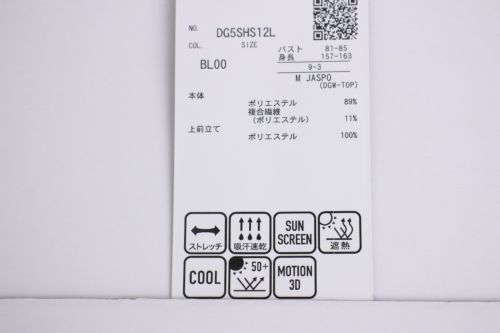 NO. DG5SHS12L
COL. SIZE
BL00 バスト 81-85
身長 157-163
9-3
M JASPO
(DGW-TOP)
本体 ポリエステル 89%
複合繊維
(ポリエステル) 11%
上前立て ポリエステル 100%
ストレッチ
吸汗速乾
SUN
SCREEN
遮熱
COOL
50+
MOTION
3D